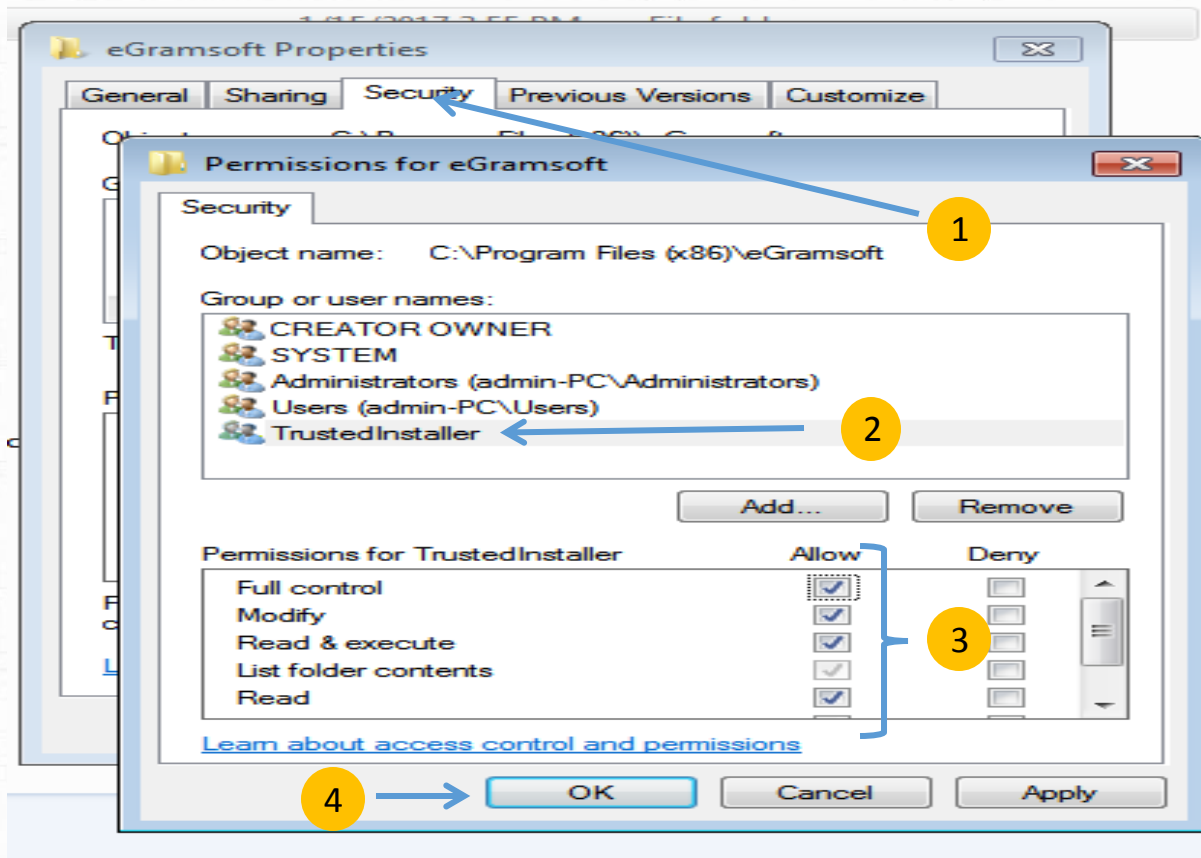 eGramsoft Properties
General Sharing Security Previous Versions Customize
Permissions for eGramsoft
Security
1
Object name: C:\Program Files (x86)\eGramsoft
Group or user names:
CREATOR OWNER
SYSTEM
Administrators (admin-PC\Administrators)
Users (admin-PC\Users)
TrustedInstaller
2
Add... Remove
Permissions for TrustedInstaller Allow Deny
Full control
Modify
Read & execute
3
List folder contents
Read
Learn about access control and permissions
4
OK Cancel Apply